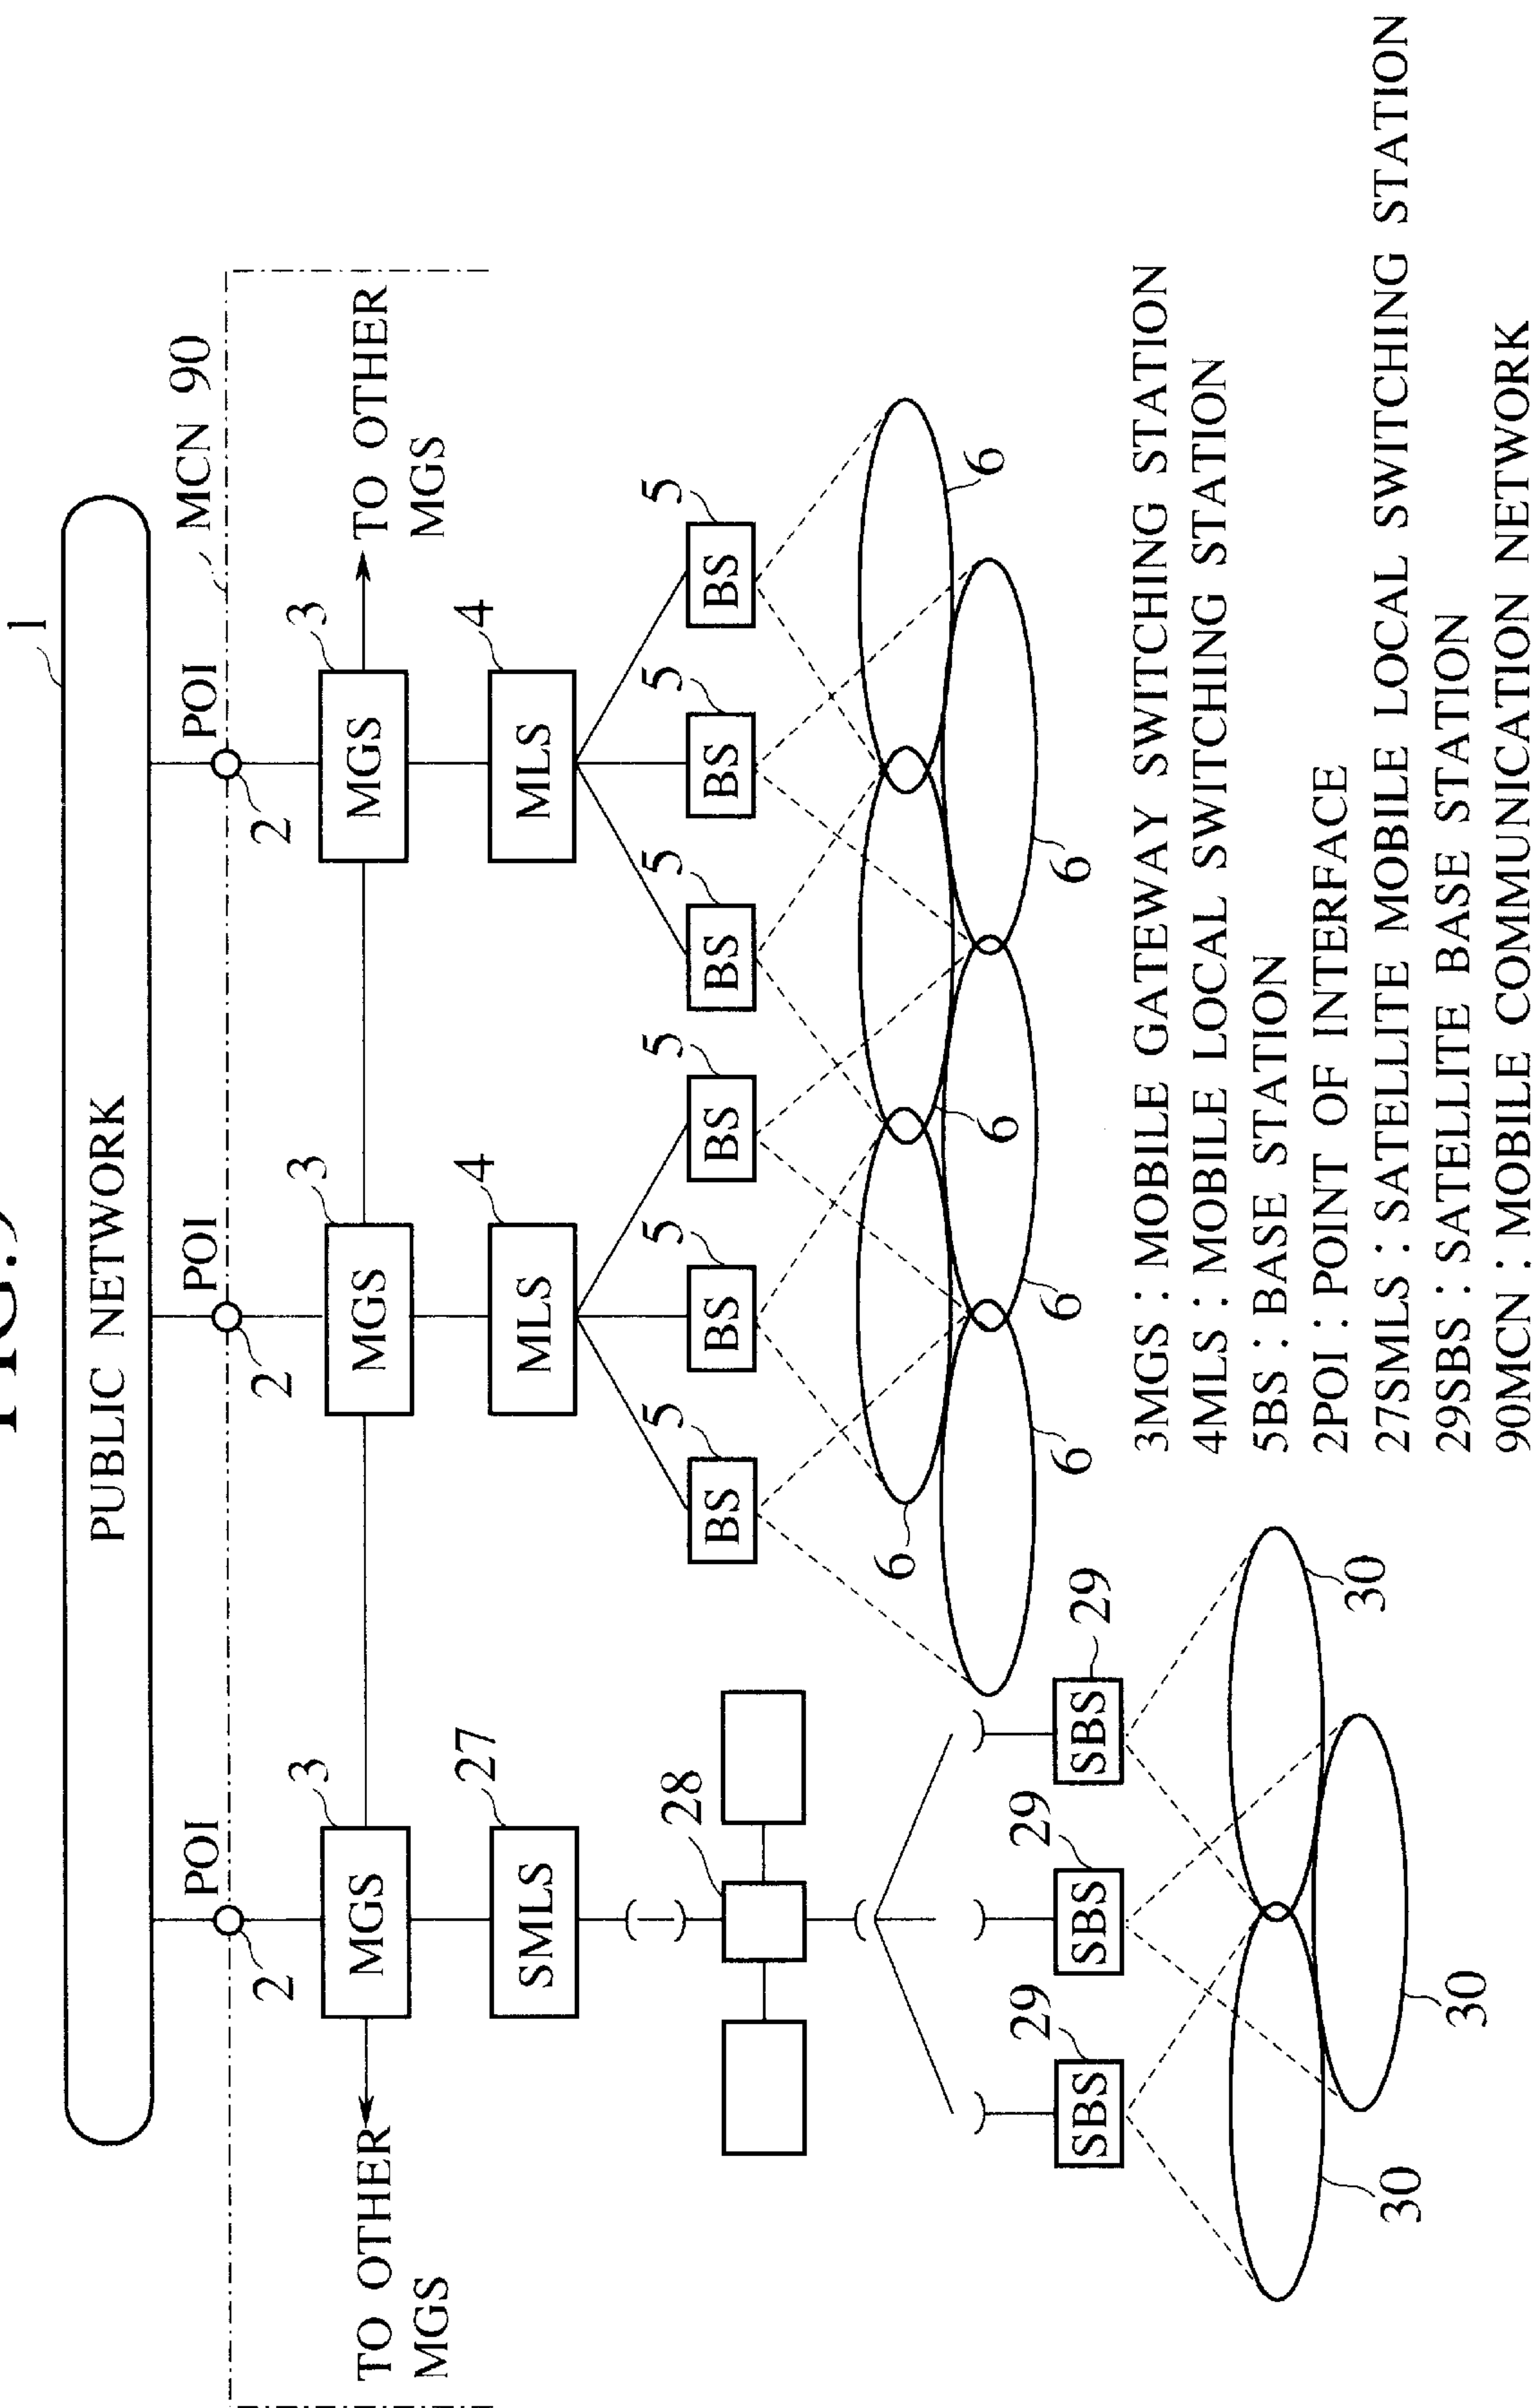 FIG.
1
PUBLIC NETWORK
MCN 90
POI
POI
POI
2
2
2
3
3
3
MGS
MGS
MGS
TO OTHER
MGS
TO OTHER
MGS
27
4
4
SMLS
MLS
MLS
28
5
5
5
5
5
5
BS
BS
BS
BS
BS
BS
6
6
6
6
6
6
29
29
29
SBS
SBS
SBS
30
30
30
3MGS : MOBILE GATEWAY SWITCHING STATION
4MLS : MOBILE LOCAL SWITCHING STATION
5BS : BASE STATION
2POI : POINT OF INTERFACE
27SMLS : SATELLITE MOBILE LOCAL SWITCHING STATION
29SBS : SATELLITE BASE STATION
90MCN : MOBILE COMMUNICATION NETWORK